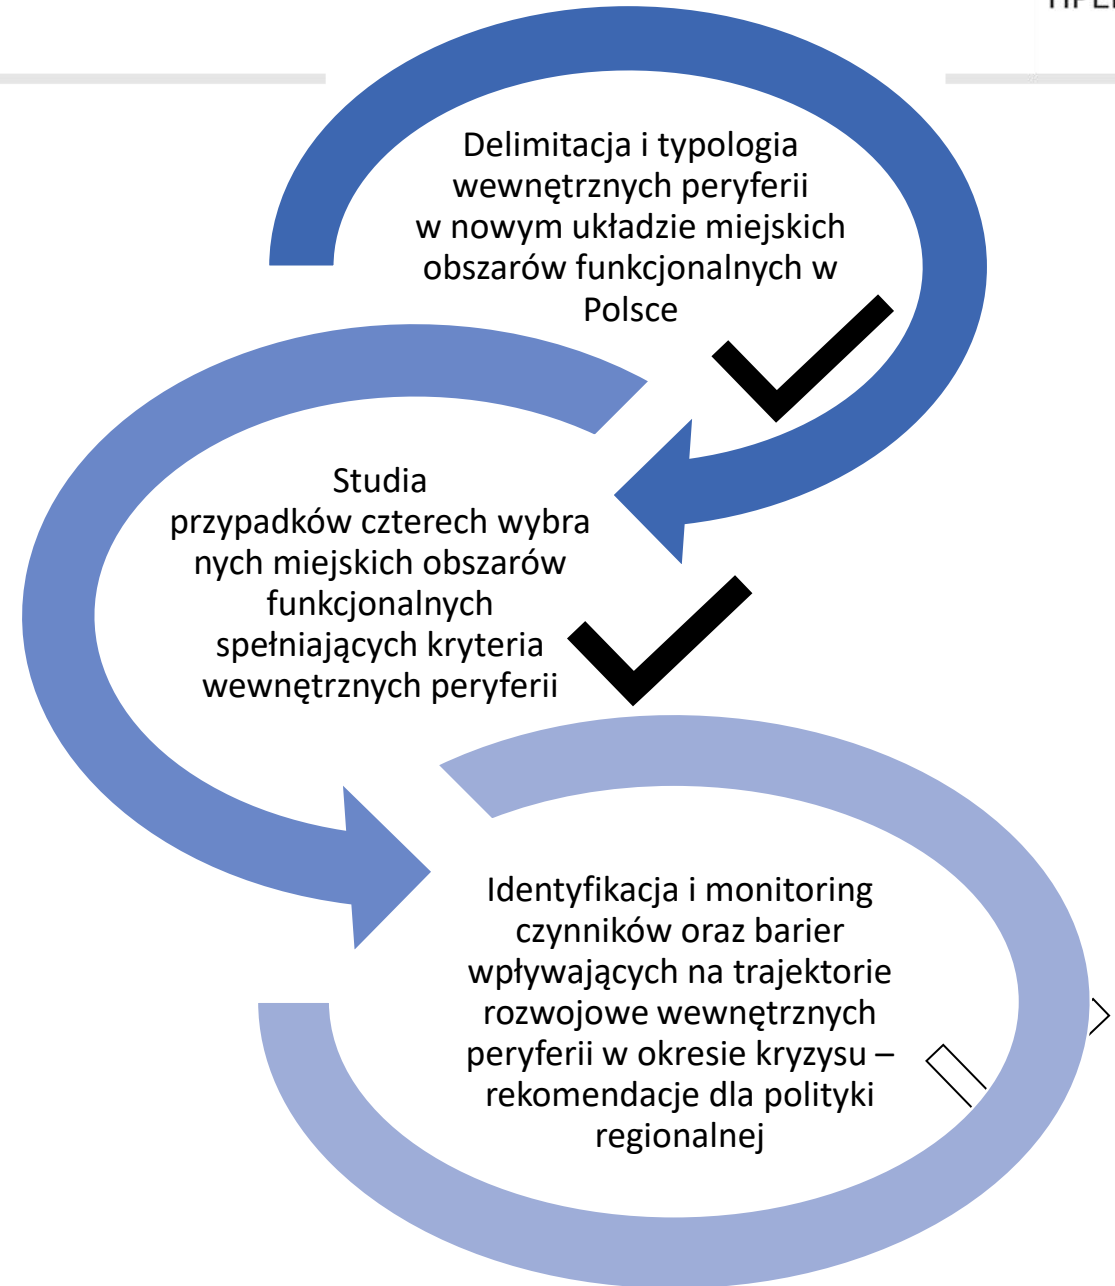 Delimitacja i typologia
wewnętrznych peryferii
w nowym układzie miejskich
obszarów funkcjonalnych w
Polsce
Studia
przypadków czterech wybra
nych miejskich obszarów
funkcjonalnych
spełniających kryteria
wewnętrznych peryferii
Identyfikacja i monitoring
czynników oraz barier
wpływających na trajektorie
rozwojowe wewnętrznych
peryferii w okresie kryzysu –
rekomendacje dla polityki
regionalnej